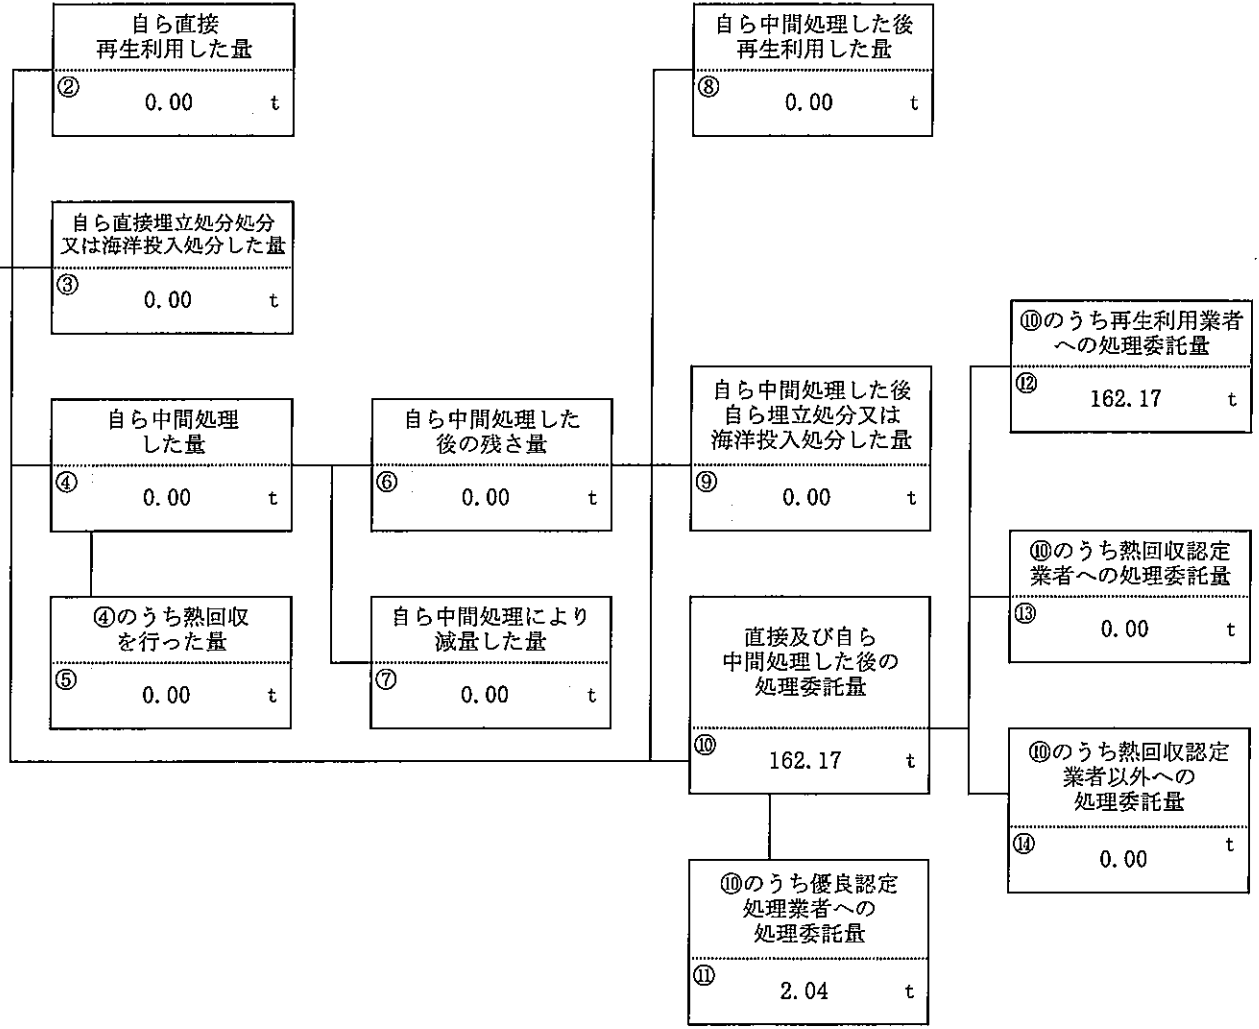 自ら直接
再生利用した量
② 0.00 t
自ら直接埋立処分処分
又は海洋投入処分した量
③ 0.00 t
自ら中間処理
した量
④ 0.00 t
④のうち熱回収
を行った量
⑤ 0.00 t
自ら中間処理した
後の残さ量
⑥ 0.00 t
自ら中間処理により
減量した量
⑦ 0.00 t
自ら中間処理した後
再生利用した量
⑧ 0.00 t
自ら中間処理した後
自ら埋立処分又は
海洋投入処分した量
⑨ 0.00 t
直接及び自ら
中間処理した後の
処理委託量
⑩ 162.17 t
⑩のうち優良認定
処理業者への
処理委託量
⑪ 2.04 t
⑩のうち再生利用業者
への処理委託量
⑫ 162.17 t
⑩のうち熱回収認定
業者への処理委託量
⑬ 0.00 t
⑩のうち熱回収認定
業者以外への
処理委託量
⑭ 0.00 t